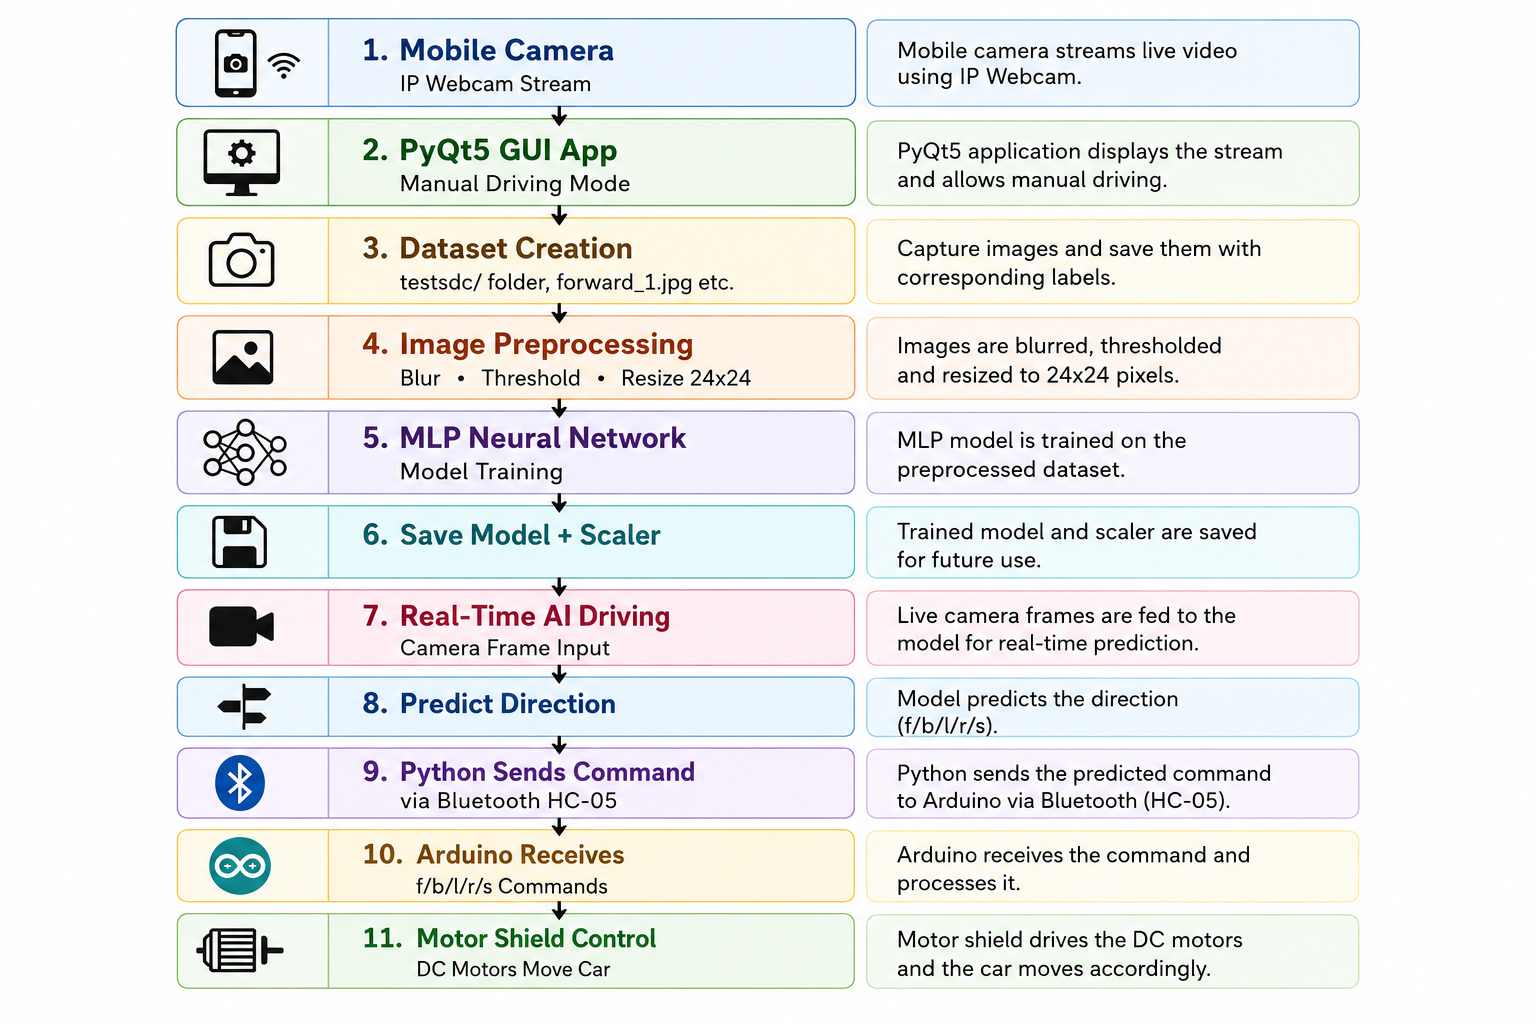 1. Mobile Camera
IP Webcam Stream
Mobile camera streams live video
using IP Webcam.
2. PyQt5 GUI App
Manual Driving Mode
PyQt5 application displays the stream
and allows manual driving.
3. Dataset Creation
testsdc/ folder, forward_1.jpg etc.
Capture images and save them with
corresponding labels.
4. Image Preprocessing
Blur • Threshold • Resize 24x24
Images are blurred, thresholded
and resized to 24x24 pixels.
5. MLP Neural Network
Model Training
MLP model is trained on the
preprocessed dataset.
6. Save Model + Scaler
Trained model and scaler are saved
for future use.
7. Real-Time AI Driving
Camera Frame Input
Live camera frames are fed to the
model for real-time prediction.
8. Predict Direction
Model predicts the direction
(f/b/l/r/s).
9. Python Sends Command
via Bluetooth HC-05
Python sends the predicted command
to Arduino via Bluetooth (HC-05).
10. Arduino Receives
f/b/l/r/s Commands
Arduino receives the command and
processes it.
11. Motor Shield Control
DC Motors Move Car
Motor shield drives the DC motors
and the car moves accordingly.